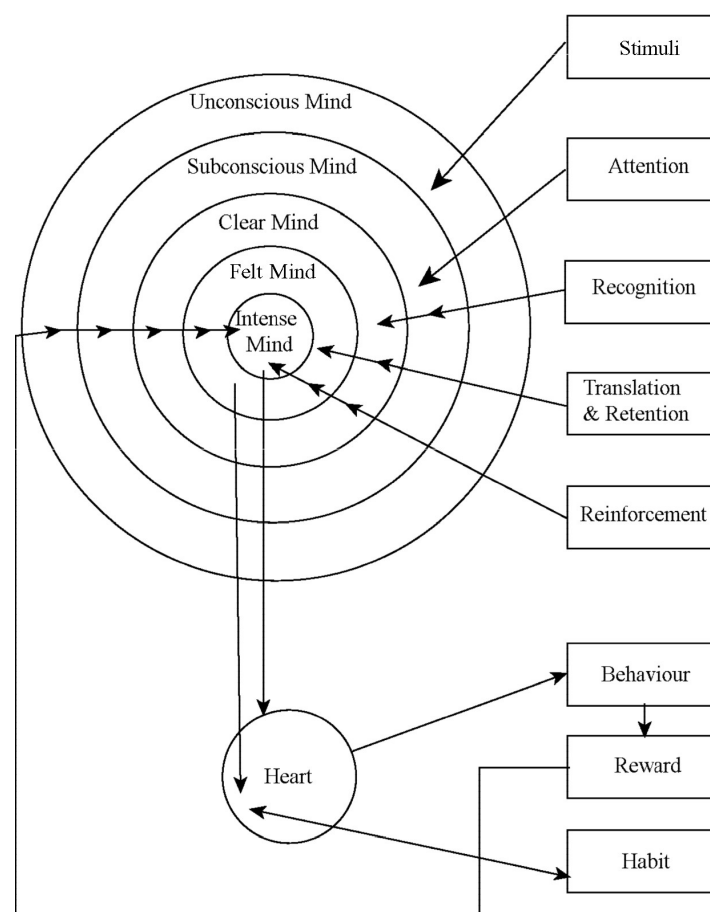 Unconscious Mind
Subconscious Mind
Clear Mind
Felt Mind
Intense
Mind
Stimuli
Attention
Recognition
Translation
& Retention
Reinforcement
Behaviour
Reward
Habit
Heart